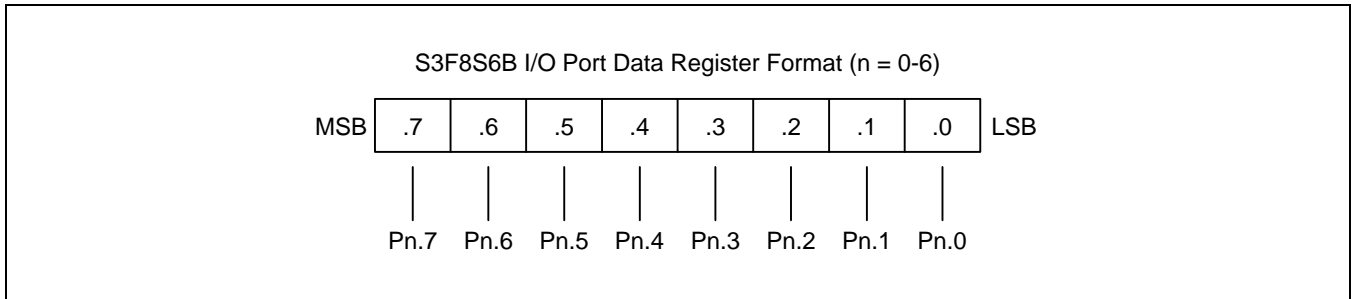 S3F8S6B I/O Port Data Register Format (n = 0-6)
MSB .7 .6 .5 .4 .3 .2 .1 .0 LSB
Pn.7 Pn.6 Pn.5 Pn.4 Pn.3 Pn.2 Pn.1 Pn.0